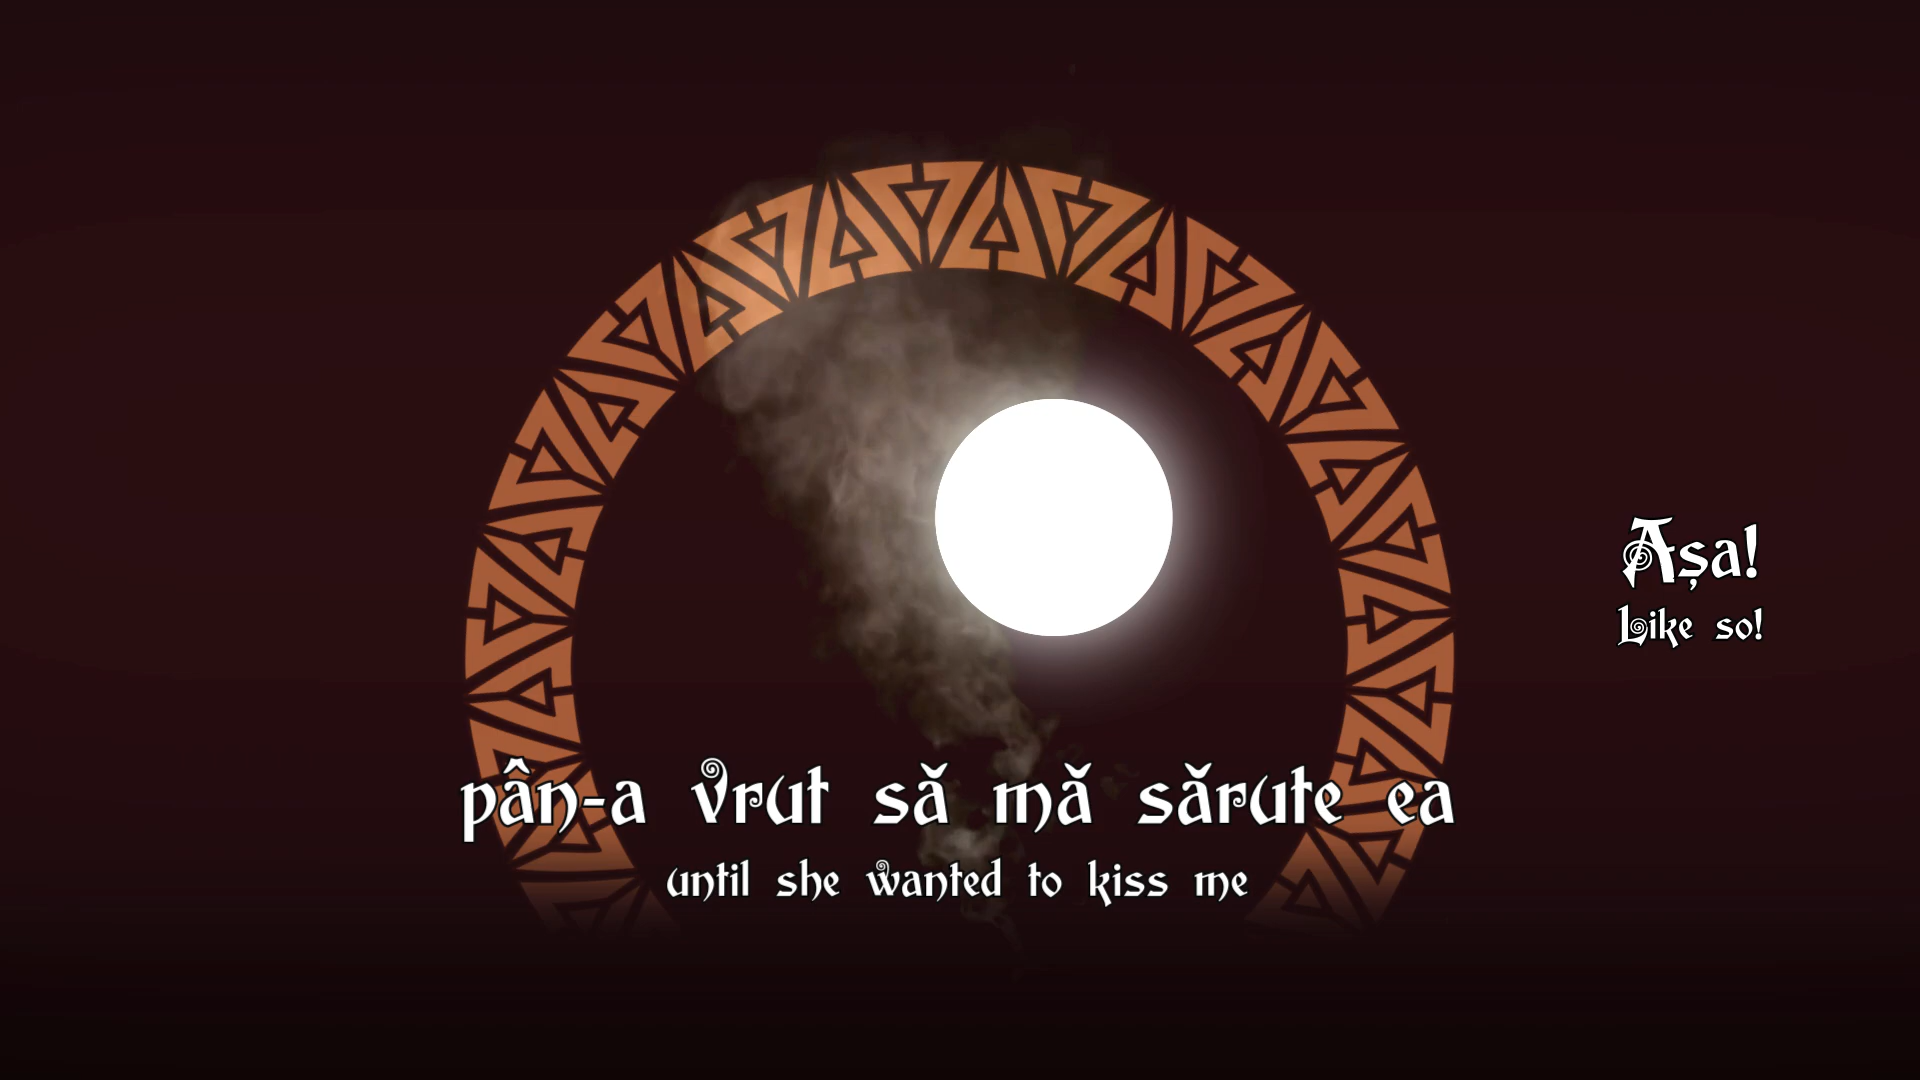 Așa!
Like so!
pân-a vrut să mă sărute ea
until she wanted to kiss me